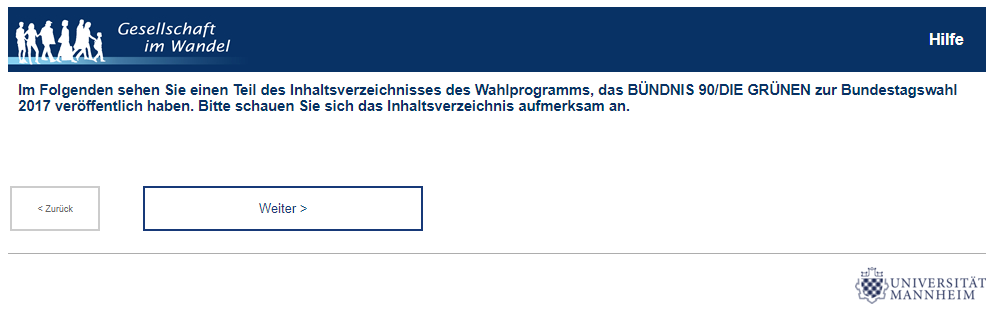 Gesellschaft
im Wandel
Hilfe
Im Folgenden sehen Sie einen Teil des Inhaltsverzeichnisses des Wahlprogramms, das BÜNDNIS 90/DIE GRÜNEN zur Bundestagswahl
2017 veröffentlich haben. Bitte schauen Sie sich das Inhaltsverzeichnis aufmerksam an.
< Zurück
Weiter >
UNIVERSITÄT
MANNHEIM